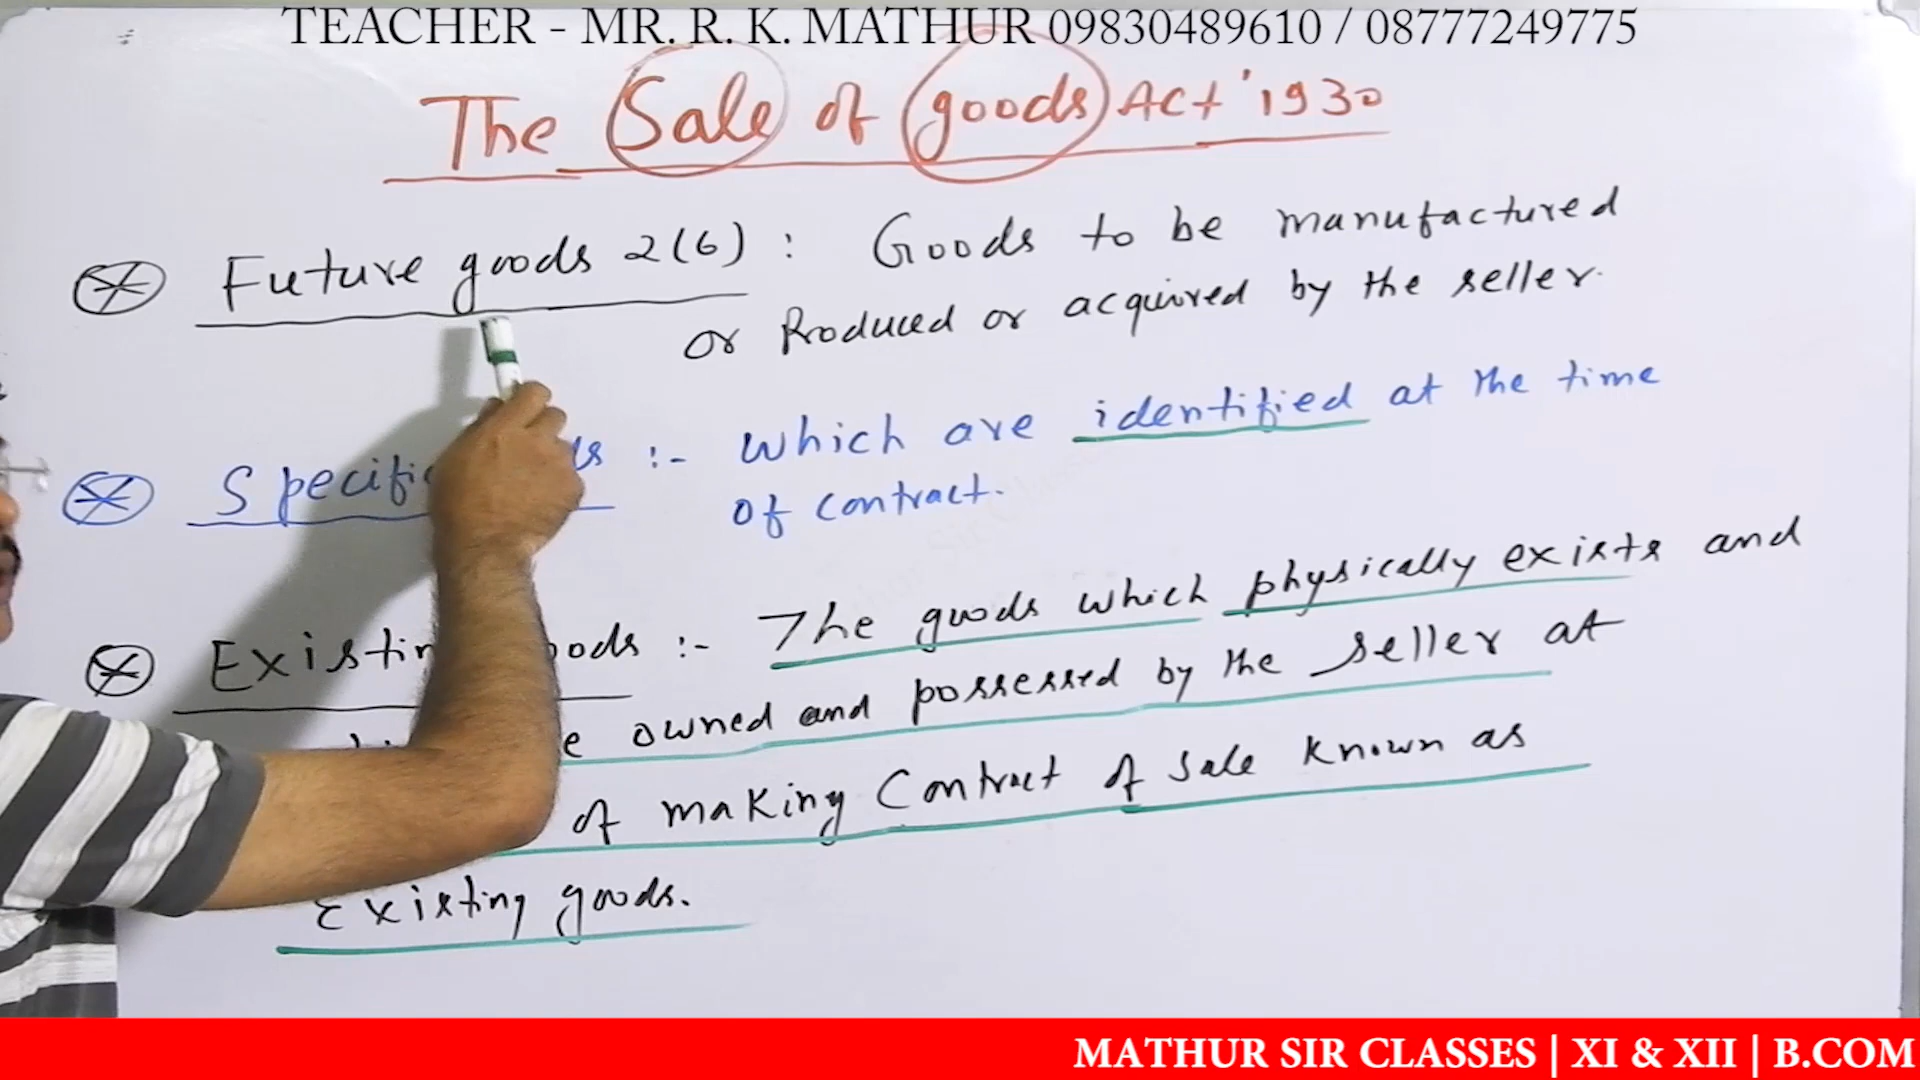 TEACHER - MR. R. K. MATHUR 09830489610 / 08777249775
The Sale of goods Act '1930
Future goods 2(6) : Goods to be manufactured
or Produced or acquired by the seller.
Specific :- Which are identified at the time
of contract.
Existing goods :- The goods which physically exists and
owned and possessed by the seller at
of making Contract of sale known as
Existing goods.
MATHUR SIR CLASSES | XI & XII | B.COM